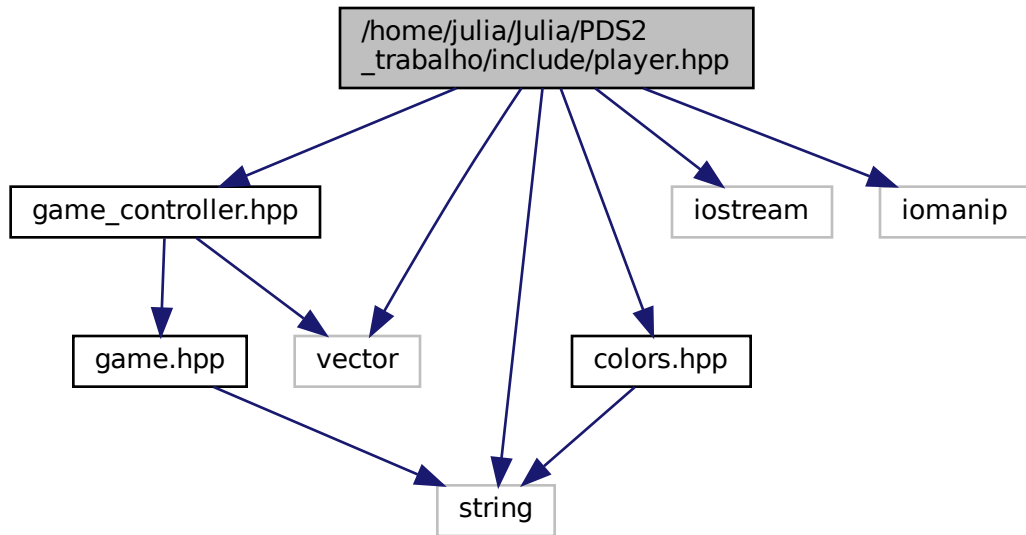 /home/julia/Julia/PDS2
_trabalho/include/player.hpp
game_controller.hpp
iostream
iomanip
game.hpp
vector
colors.hpp
string